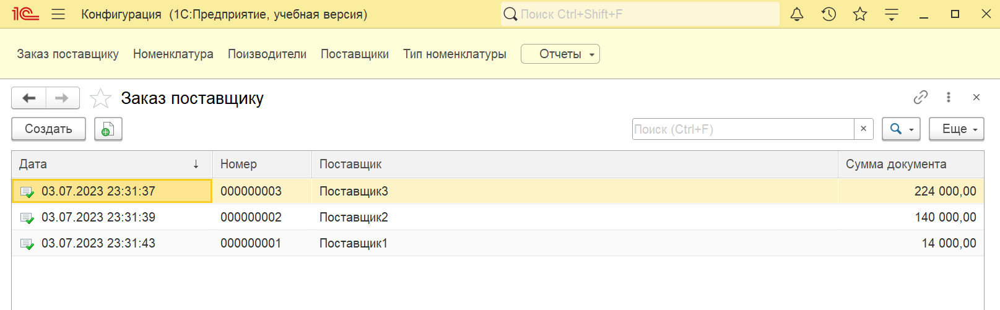 1С Конфигурация (1С:Предприятие, учебная версия) Поиск Ctrl+Shift+F
Заказ поставщику Номенклатура Поизводители Поставщики Тип номенклатуры Отчеты
Заказ поставщику
Создать Поиск (Ctrl+F) × Еще
Дата ↓ Номер Поставщик Сумма документа
03.07.2023 23:31:37 000000003 Поставщик3 224 000,00
03.07.2023 23:31:39 000000002 Поставщик2 140 000,00
03.07.2023 23:31:43 000000001 Поставщик1 14 000,00